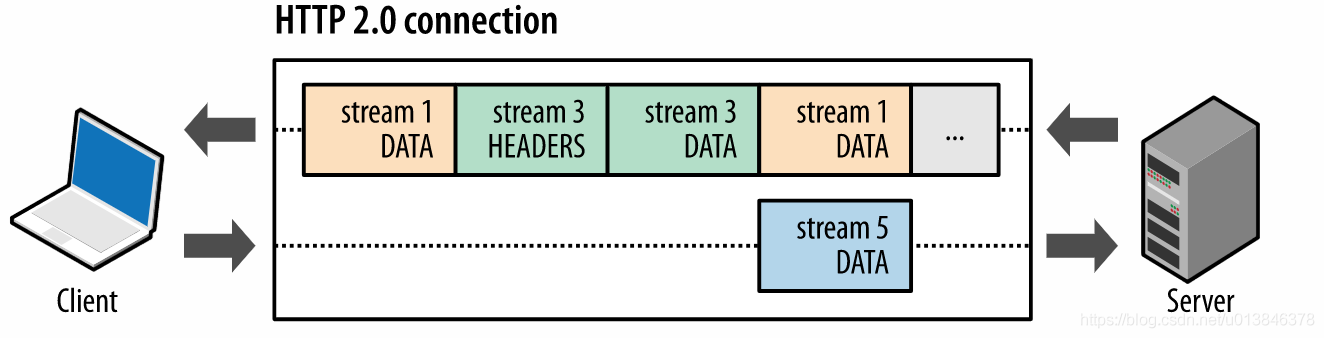 HTTP 2.0 connection
stream 1
DATA
stream 3
HEADERS
stream 3
DATA
stream 1
DATA
...
stream 5
DATA
Client
Server
https://blog.csdn.net/u013846378